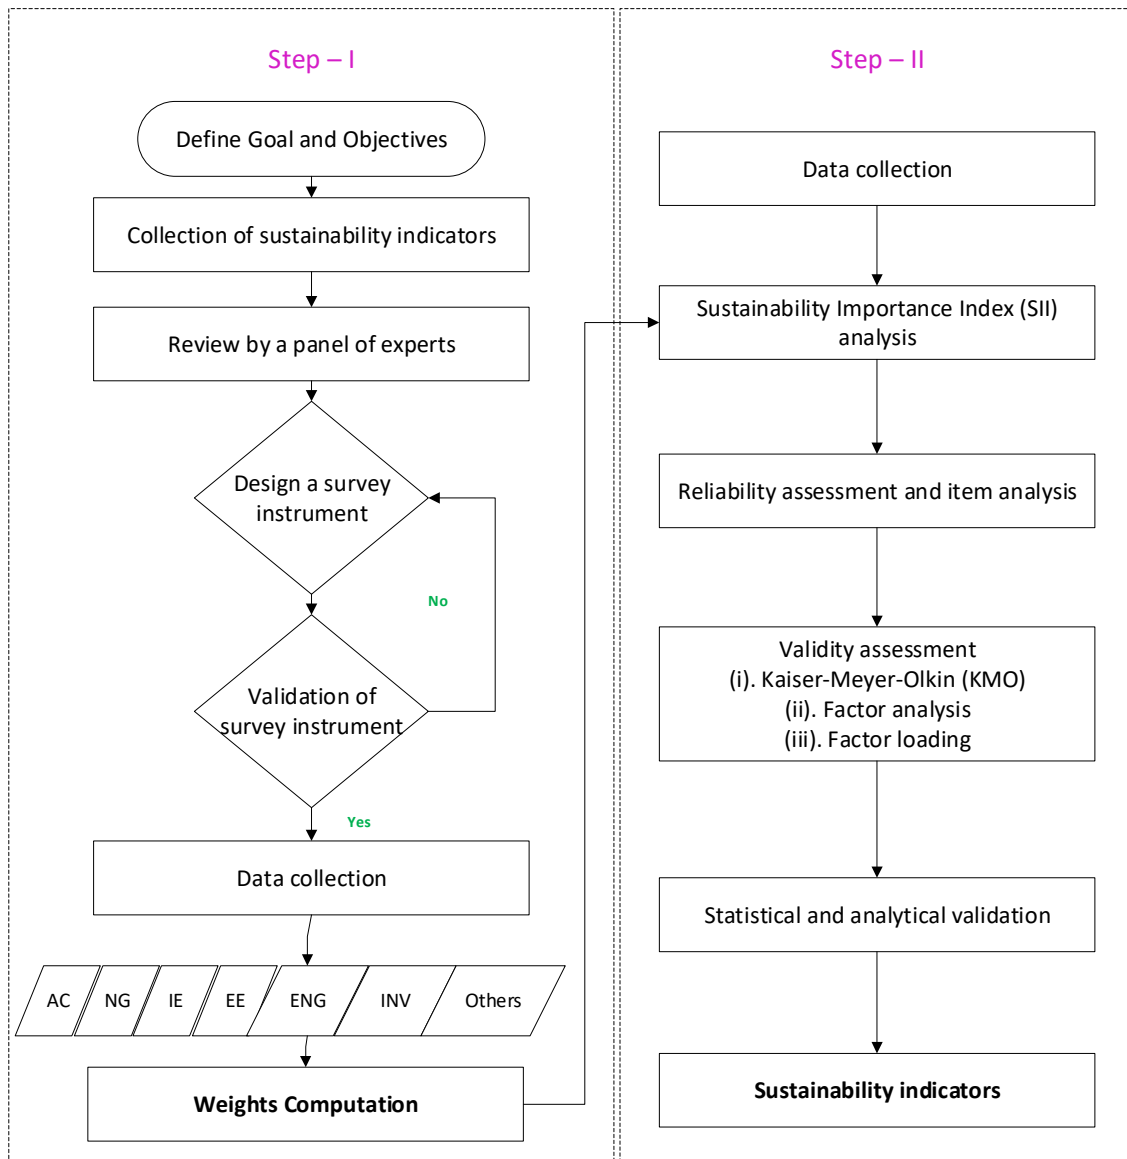 Step – I
Define Goal and Objectives
Collection of sustainability indicators
Review by a panel of experts
Design a survey
instrument
No
Validation of
survey instrument
Yes
Data collection
AC
NG
IE
EE
ENG
INV
Others
Weights Computation
Step – II
Data collection
Sustainability Importance Index (SII)
analysis
Reliability assessment and item analysis
Validity assessment
(i). Kaiser-Meyer-Olkin (KMO)
(ii). Factor analysis
(iii). Factor loading
Statistical and analytical validation
Sustainability indicators